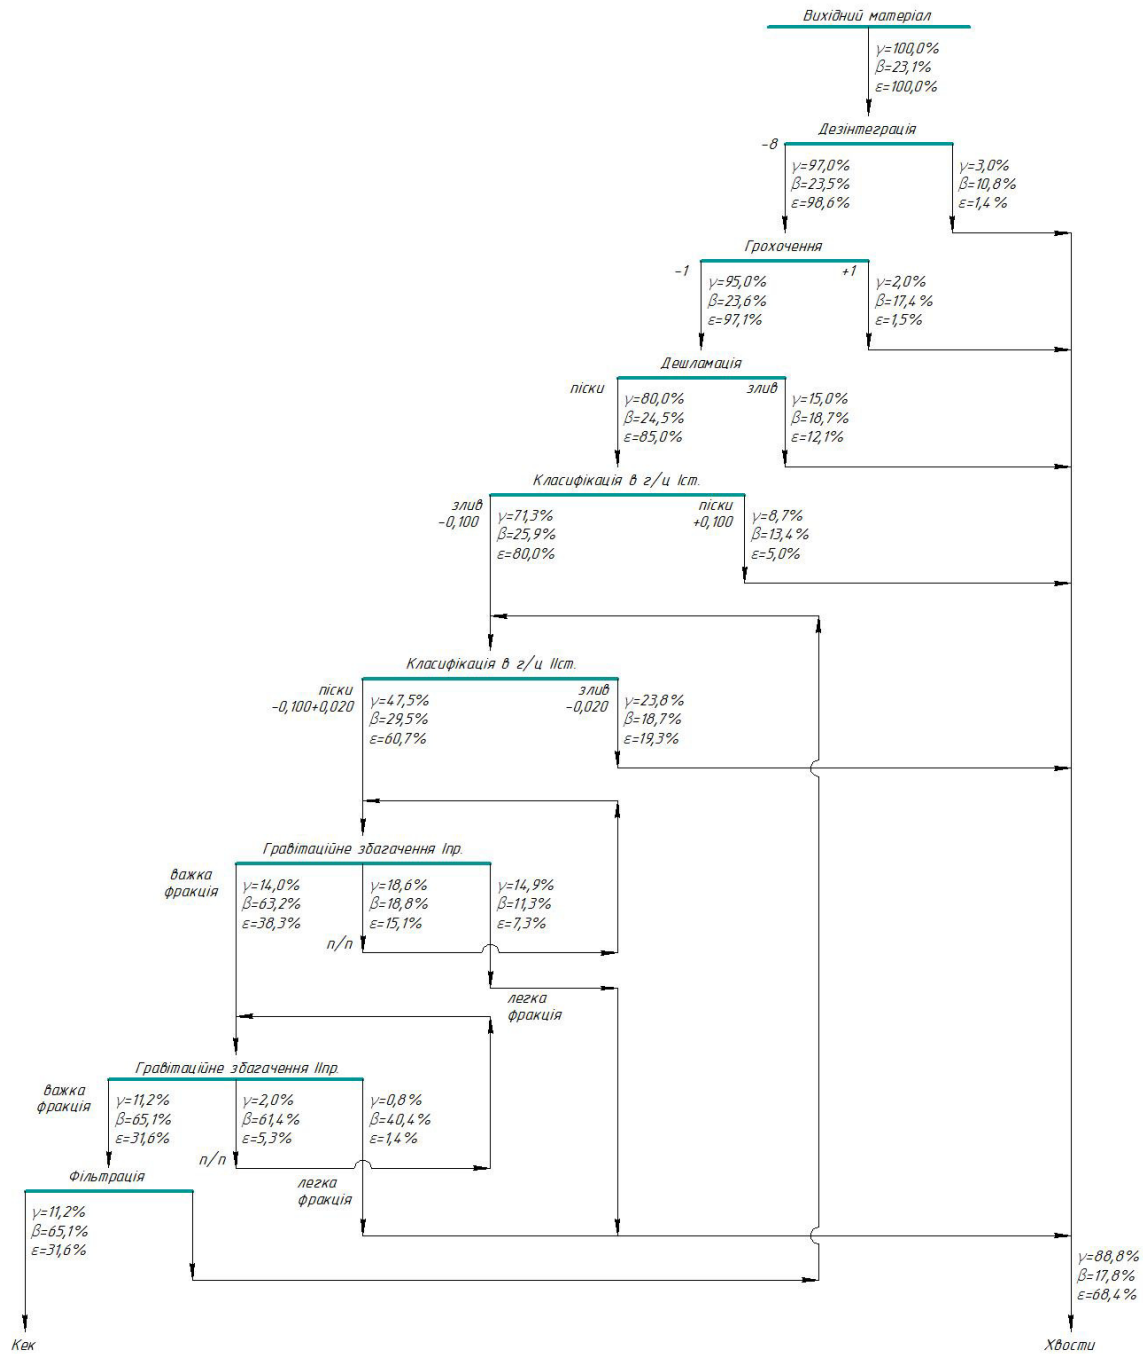 Вихідний матеріал
γ=100,0%
β=23,1%
ε=100,0%
Дезінтеграція
-8
γ=97,0%
β=23,5%
ε=98,6%
γ=3,0%
β=10,8%
ε=1,4%
Грохочення
-1
+1
γ=95,0%
β=23,6%
ε=97,1%
γ=2,0%
β=17,4%
ε=1,5%
Дешламація
піски
злив
γ=80,0%
β=24,5%
ε=85,0%
γ=15,0%
β=18,7%
ε=12,1%
Класифікація в г/ц Іст.
злив
-0,100
піски
+0,100
γ=71,3%
β=25,9%
ε=80,0%
γ=8,7%
β=13,4%
ε=5,0%
Класифікація в г/ц ІІст.
піски
-0,100+0,020
злив
-0,020
γ=47,5%
β=29,5%
ε=60,7%
γ=23,8%
β=18,7%
ε=19,3%
Гравітаційне збагачення Іпр.
важка
фракція
γ=14,0%
β=63,2%
ε=38,3%
γ=18,6%
β=18,8%
ε=15,1%
γ=14,9%
β=11,3%
ε=7,3%
п/п
легка
фракція
Гравітаційне збагачення ІІпр.
важка
фракція
γ=11,2%
β=65,1%
ε=31,6%
γ=2,0%
β=61,4%
ε=5,3%
γ=0,8%
β=40,4%
ε=1,4%
п/п
легка
фракція
Фільтрація
γ=11,2%
β=65,1%
ε=31,6%
γ=88,8%
β=17,8%
ε=68,4%
Кек
Хвости